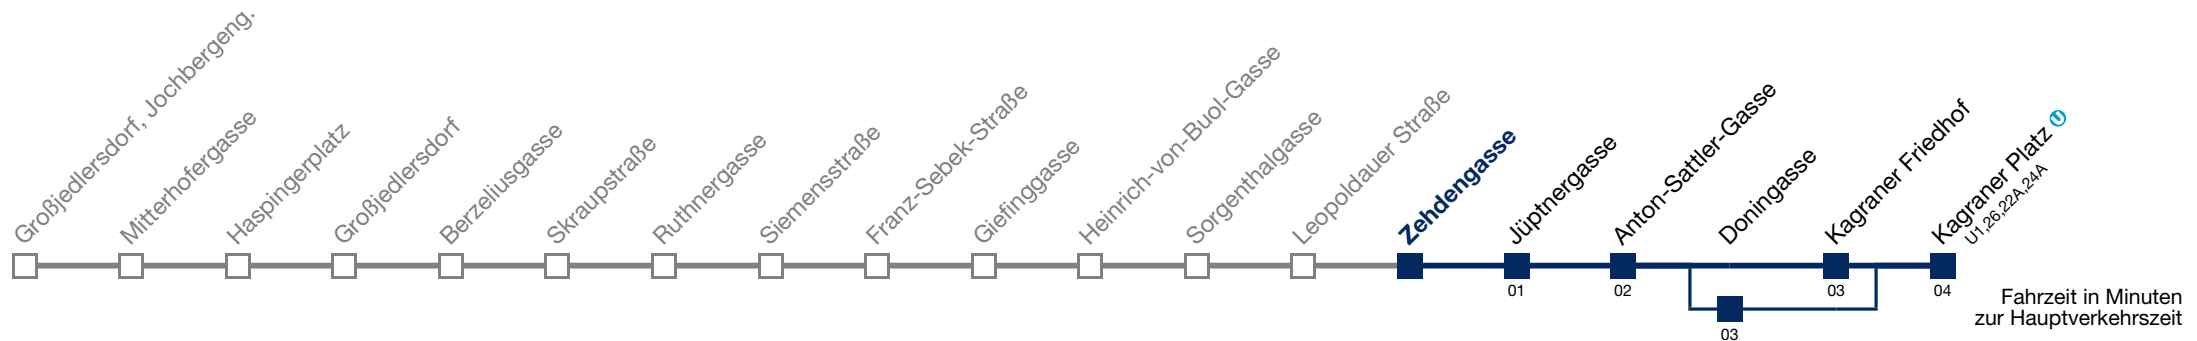 Großjedlersdorf, Jochbergeng.
Mitterhofergasse
Haspingerplatz
Großjedlersdorf
Berzeliusgasse
Skraupstraße
Ruthnergasse
Siemensstraße
Franz-Sebek-Straße
Giefinggasse
Heinrich-von-Buol-Gasse
Sorgenthalgasse
Leopoldauer Straße
Zehdengasse
Jüptnergasse
Anton-Sattler-Gasse
Doningasse
Kagraner Friedhof
Kagraner Platz U
U1,26,22A,24A
01
02
03
04
03
Fahrzeit in Minuten
zur Hauptverkehrszeit